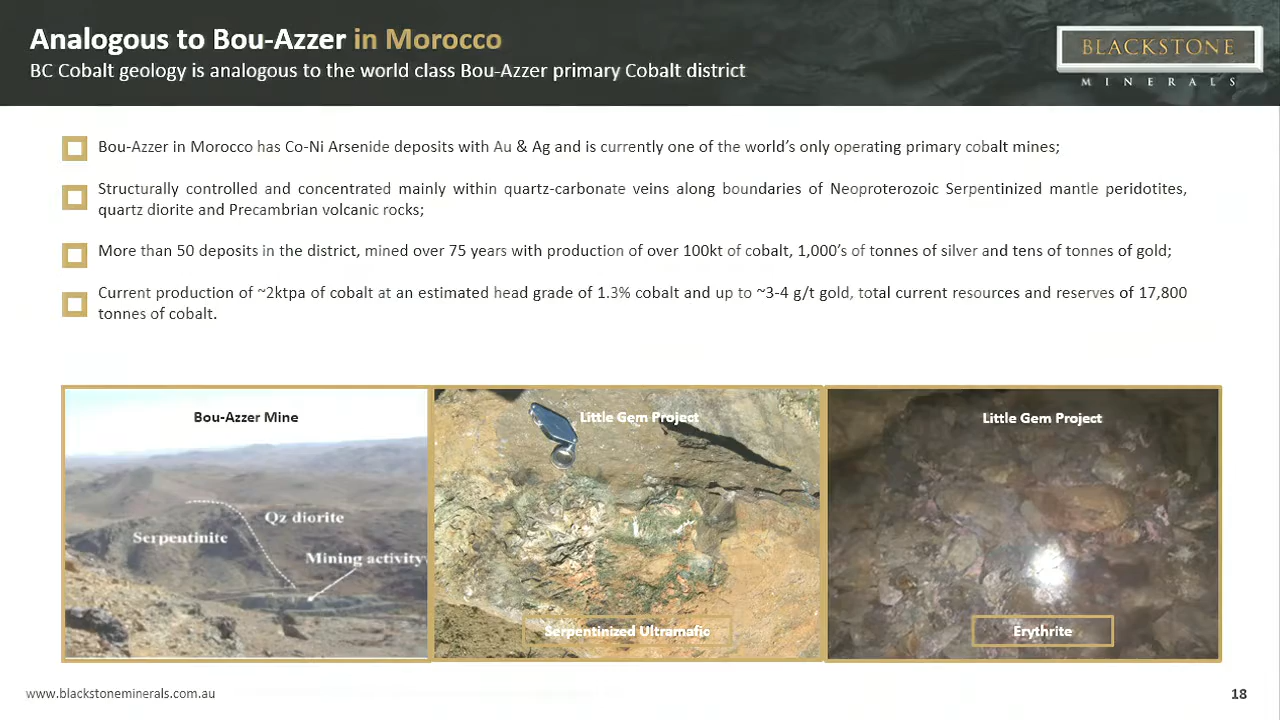 Analogous to Bou-Azzer in Morocco
BC Cobalt geology is analogous to the world class Bou-Azzer primary Cobalt district
BLACKSTONE
MINERALS
Bou-Azzer in Morocco has Co-Ni Arsenide deposits with Au & Ag and is currently one of the world's only operating primary cobalt mines;
Structurally controlled and concentrated mainly within quartz-carbonate veins along boundaries of Neoproterozoic Serpentinized mantle peridotites,
quartz diorite and Precambrian volcanic rocks;
More than 50 deposits in the district, mined over 75 years with production of over 100kt of cobalt, 1,000's of tonnes of silver and tens of tonnes of gold;
Current production of ~2ktpa of cobalt at an estimated head grade of 1.3% cobalt and up to ~3-4 g/t gold, total current resources and reserves of 17,800
tonnes of cobalt.
Bou-Azzer Mine
Qz diorite
Serpentinite
Mining activity
Little Gem Project
Serpentinized Ultramafic
Little Gem Project
Erythrite
www.blackstoneminerals.com.au
18